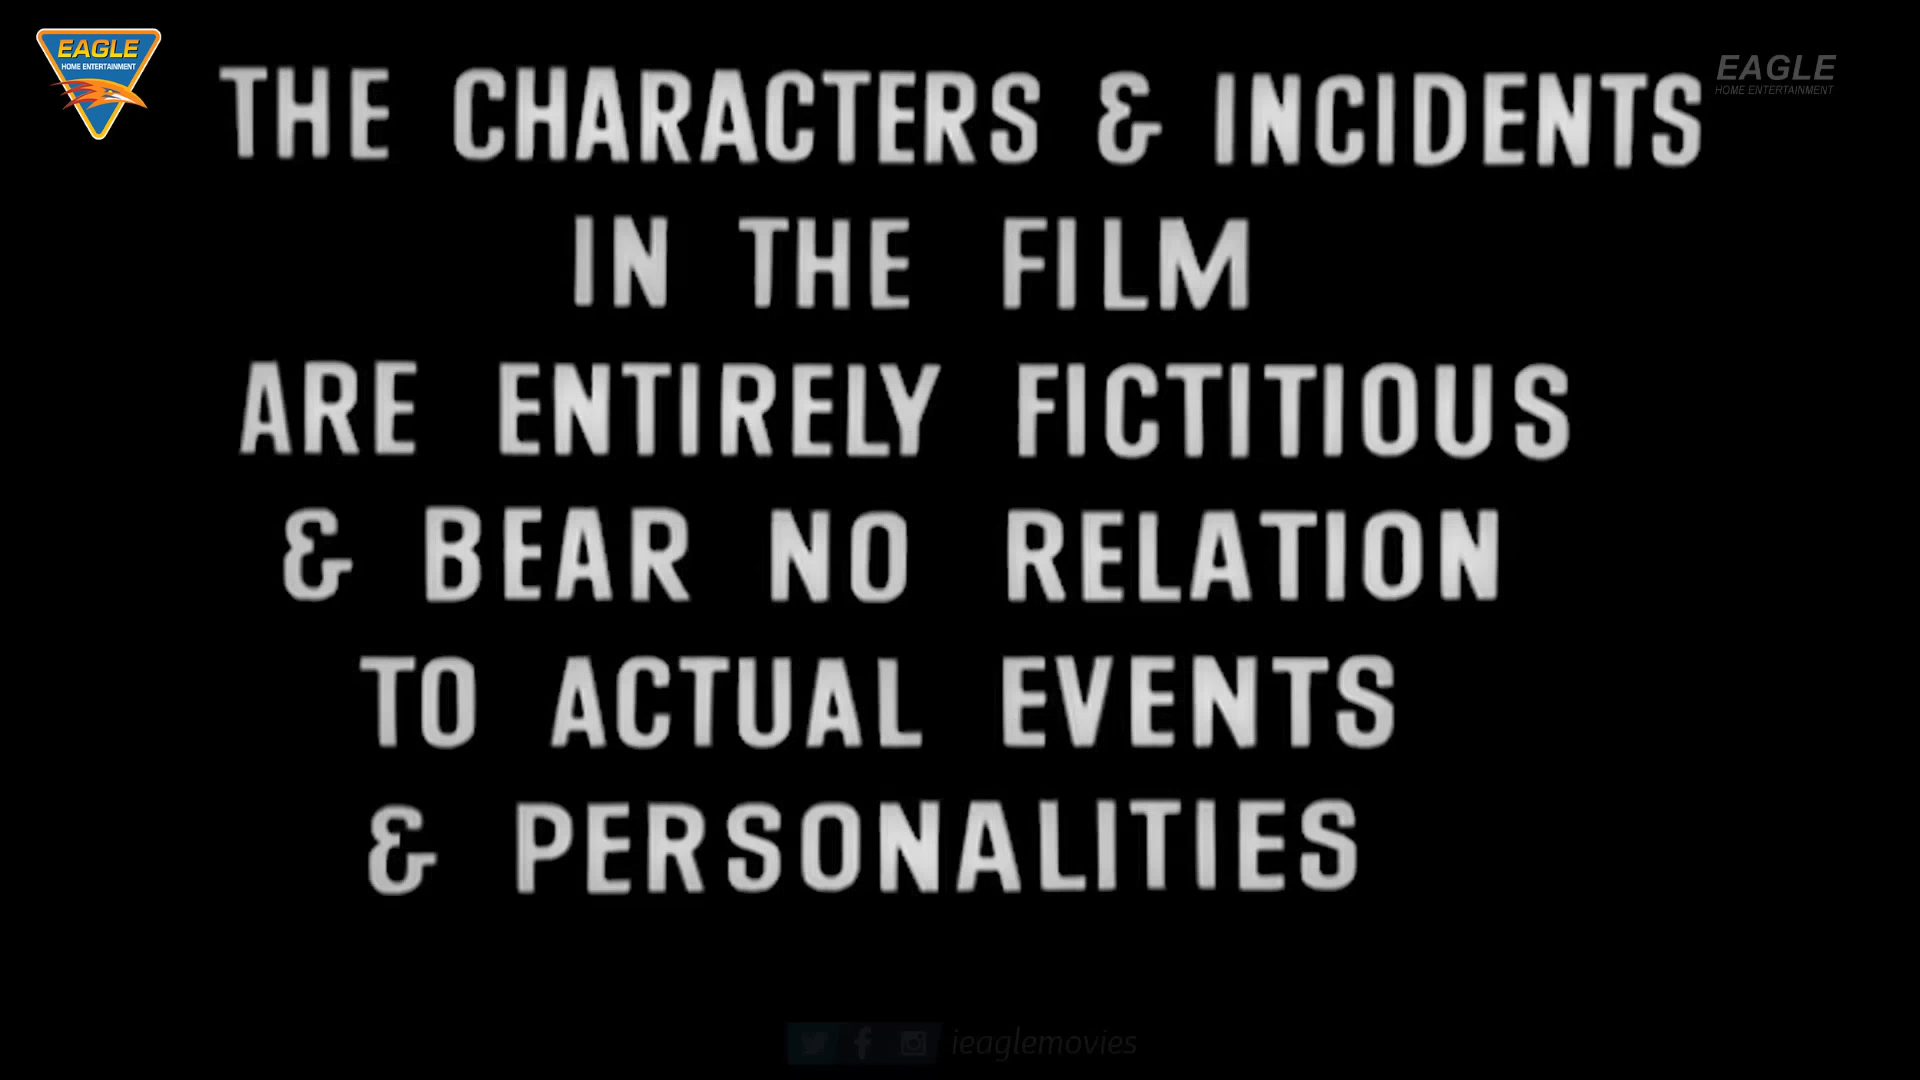 EAGLE
HOME ENTERTAINMENT
EAGLE
HOME ENTERTAINMENT
THE CHARACTERS & INCIDENTS
IN THE FILM
ARE ENTIRELY FICTITIOUS
& BEAR NO RELATION
TO ACTUAL EVENTS
& PERSONALITIES
ieaglemovies